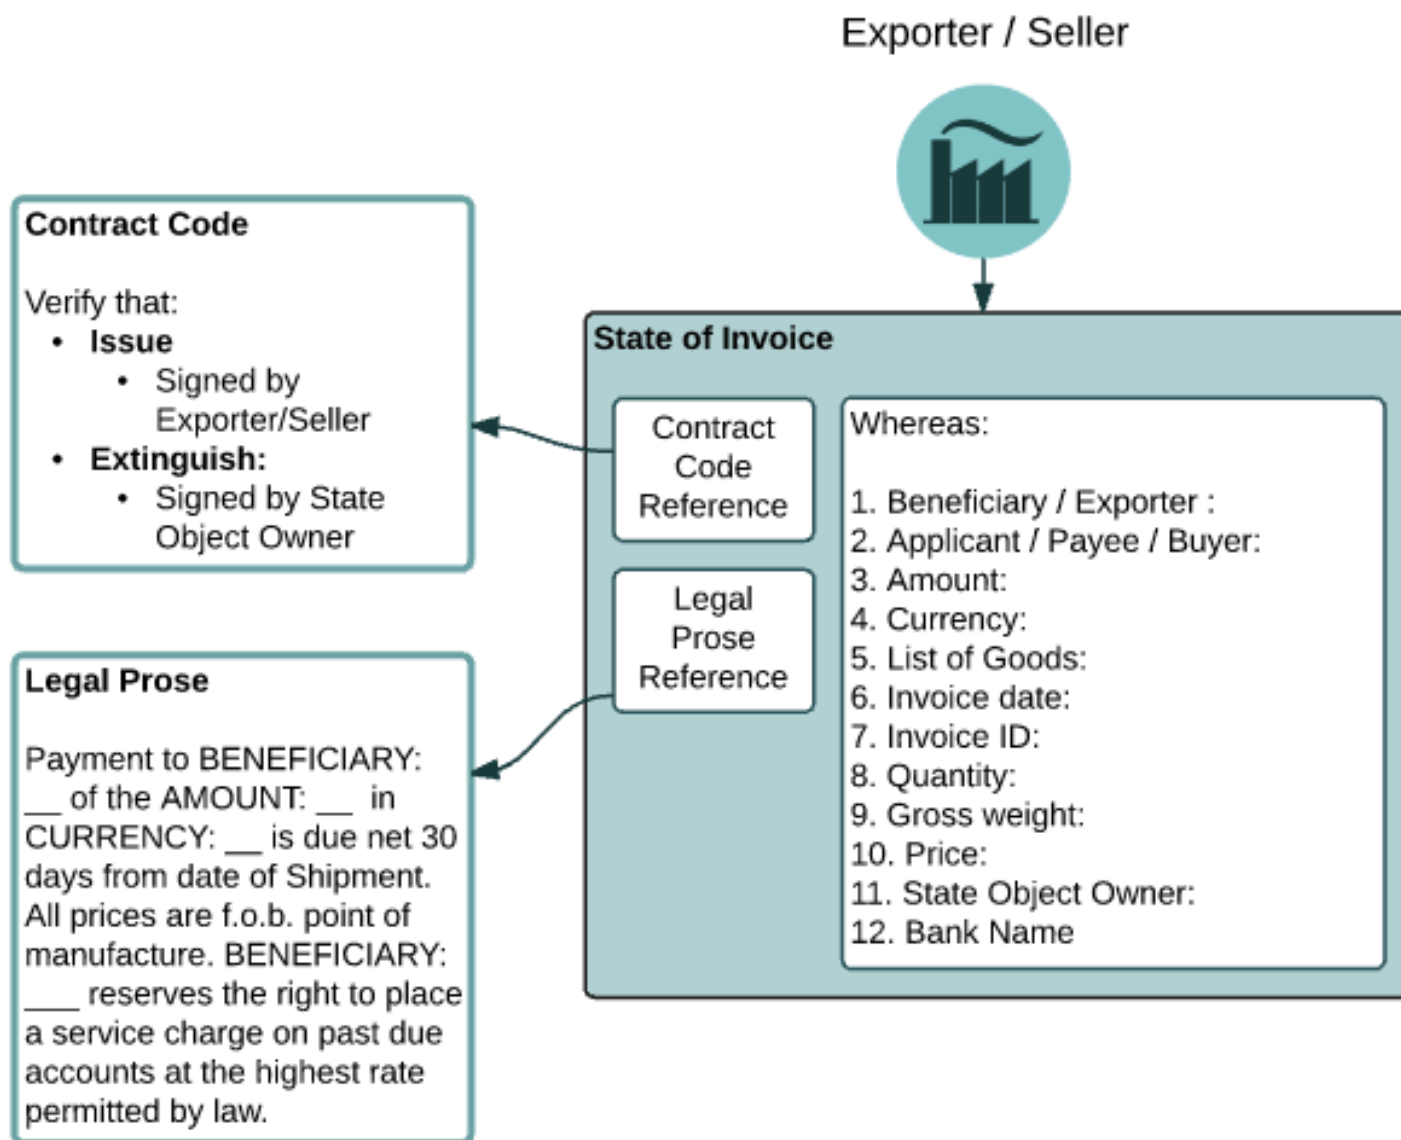 Exporter / Seller
Contract Code
Verify that:
• Issue
• Signed by
Exporter/Seller
• Extinguish:
• Signed by State
Object Owner
Legal Prose
Payment to BENEFICIARY:
__ of the AMOUNT: __ in
CURRENCY: __ is due net 30
days from date of Shipment.
All prices are f.o.b. point of
manufacture. BENEFICIARY:
___ reserves the right to place
a service charge on past due
accounts at the highest rate
permitted by law.
State of Invoice
Contract
Code
Reference
Legal
Prose
Reference
Whereas:
1. Beneficiary / Exporter :
2. Applicant / Payee / Buyer:
3. Amount:
4. Currency:
5. List of Goods:
6. Invoice date:
7. Invoice ID:
8. Quantity:
9. Gross weight:
10. Price:
11. State Object Owner:
12. Bank Name